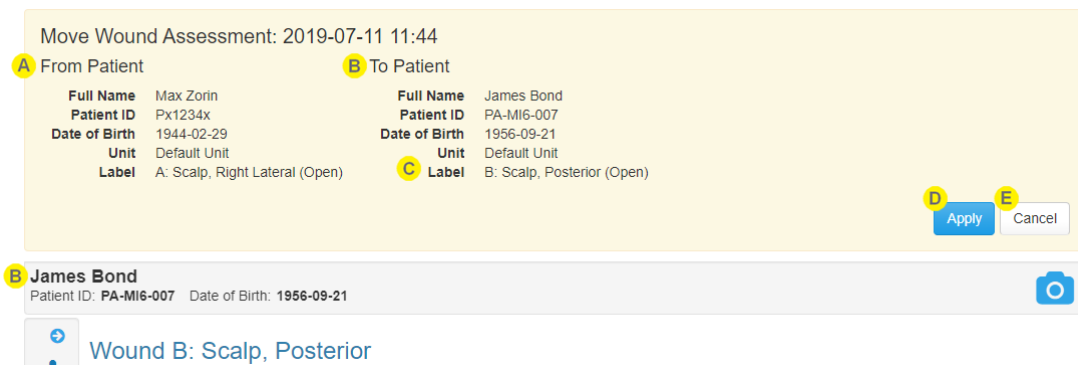 Move Wound Assessment: 2019-07-11 11:44
A From Patient B To Patient
Full Name Max Zorin Full Name James Bond
Patient ID Px1234x Patient ID PA-MI6-007
Date of Birth 1944-02-29 Date of Birth 1956-09-21
Unit Default Unit Unit Default Unit
Label A: Scalp, Right Lateral (Open) C Label B: Scalp, Posterior (Open)
D E
Apply Cancel
B James Bond
Patient ID: PA-MI6-007 Date of Birth: 1956-09-21
Wound B: Scalp, Posterior